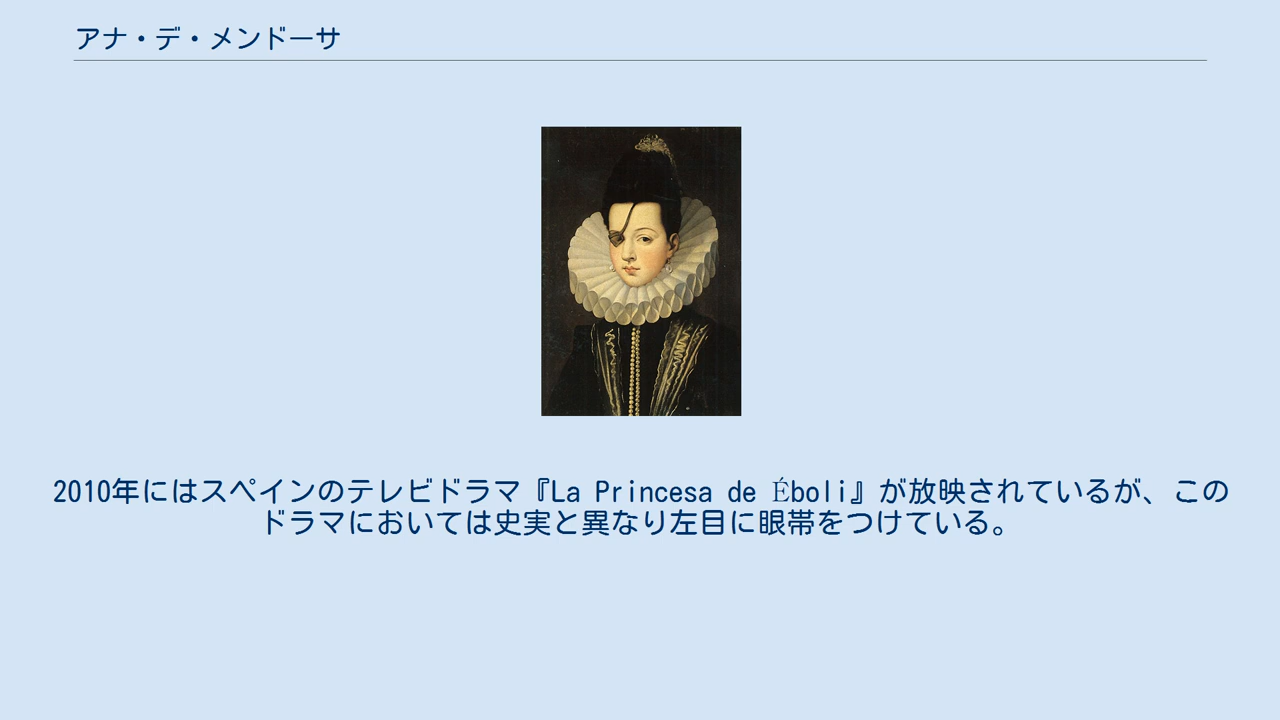 アナ・デ・メンドーサ
2010年にはスペインのテレビドラマ『La Princesa de Éboli』が放映されているが、この
ドラマにおいては史実と異なり左目に眼帯をつけている。